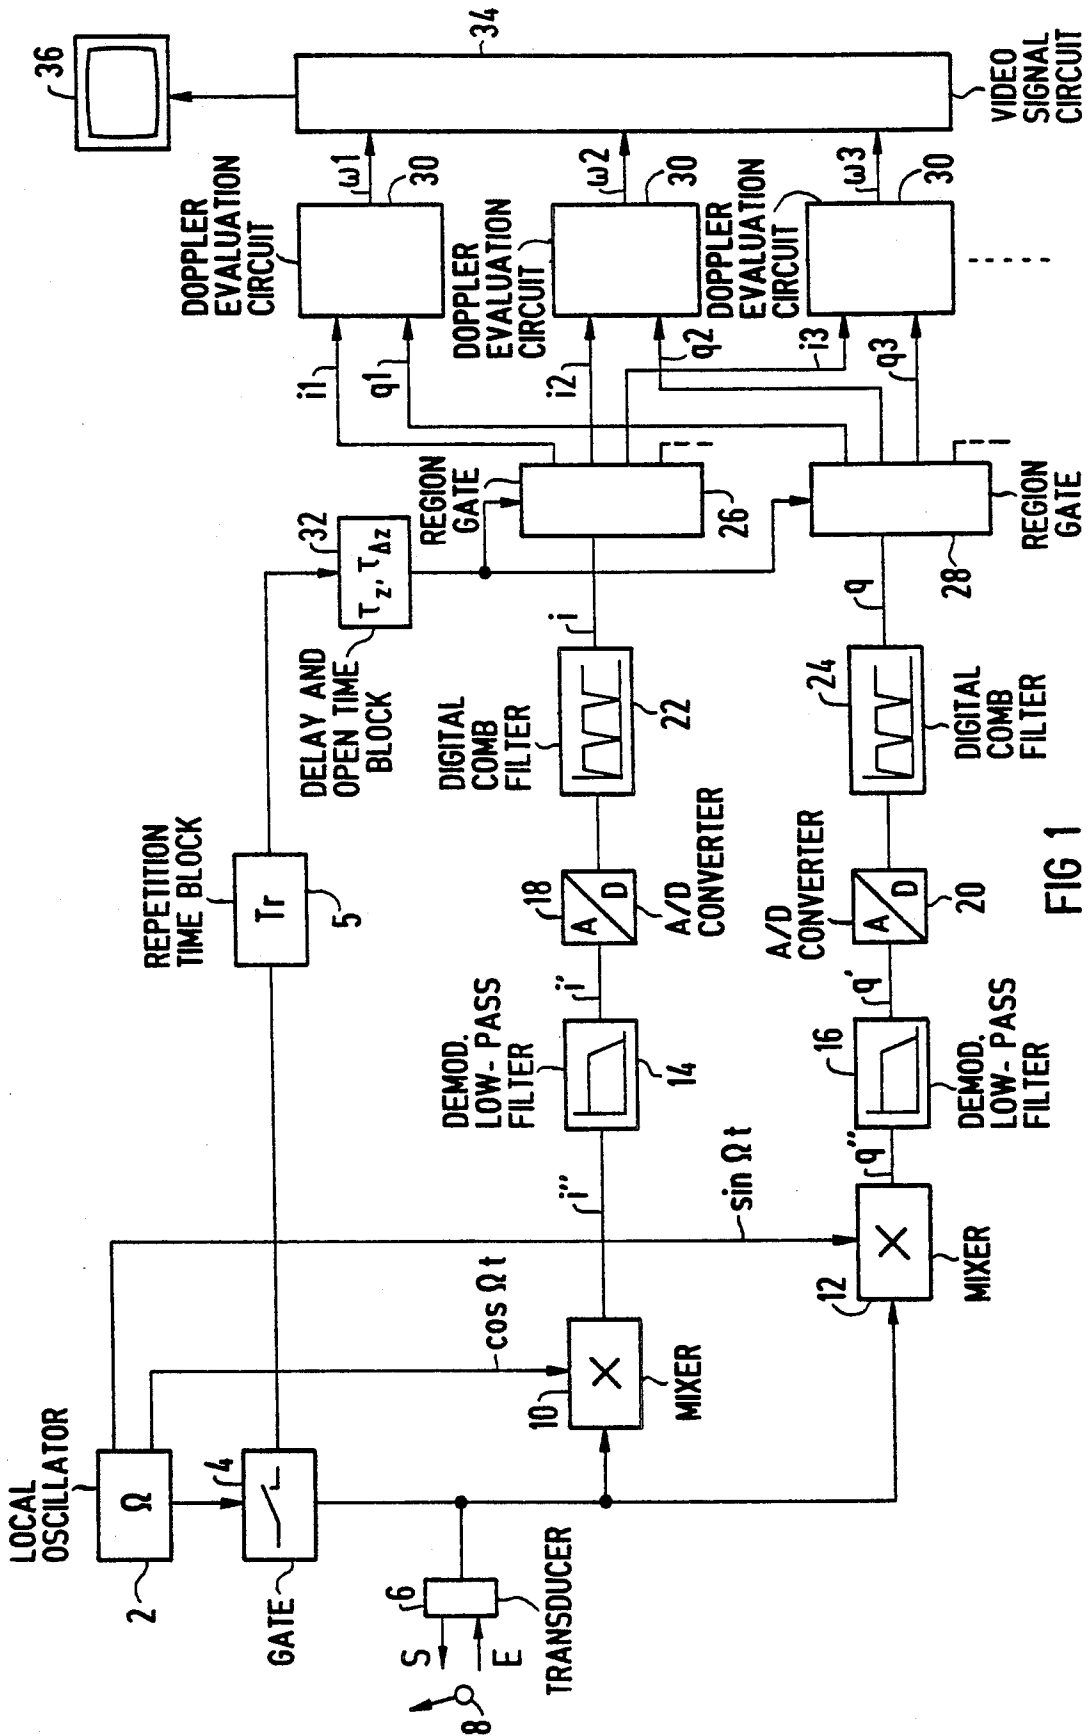 LOCAL
OSCILLATOR
Ω
2
4
GATE
6
S
E
8
TRANSDUCER
REPETITION
TIME BLOCK
Tr
5
DELAY AND
OPEN TIME
BLOCK
32
τz, τΔz
cos Ω t
sin Ω t
10
×
MIXER
i''
DEMOD.
LOW-PASS
FILTER
14
i'
18
A
D
A/D
CONVERTER
DIGITAL
COMB
FILTER
22
i
REGION
GATE
26
12
×
MIXER
q''
16
DEMOD.
LOW-PASS
FILTER
q'
A/D
CONVERTER
A
D
20
24
DIGITAL
COMB
FILTER
q
28
REGION
GATE
i1
q1
i2
q2
i3
q3
DOPPLER
EVALUATION
CIRCUIT
30
ω1
DOPPLER
EVALUATION
CIRCUIT
30
ω2
DOPPLER
EVALUATION
CIRCUIT
30
ω3
34
VIDEO
SIGNAL
CIRCUIT
36
FIG 1